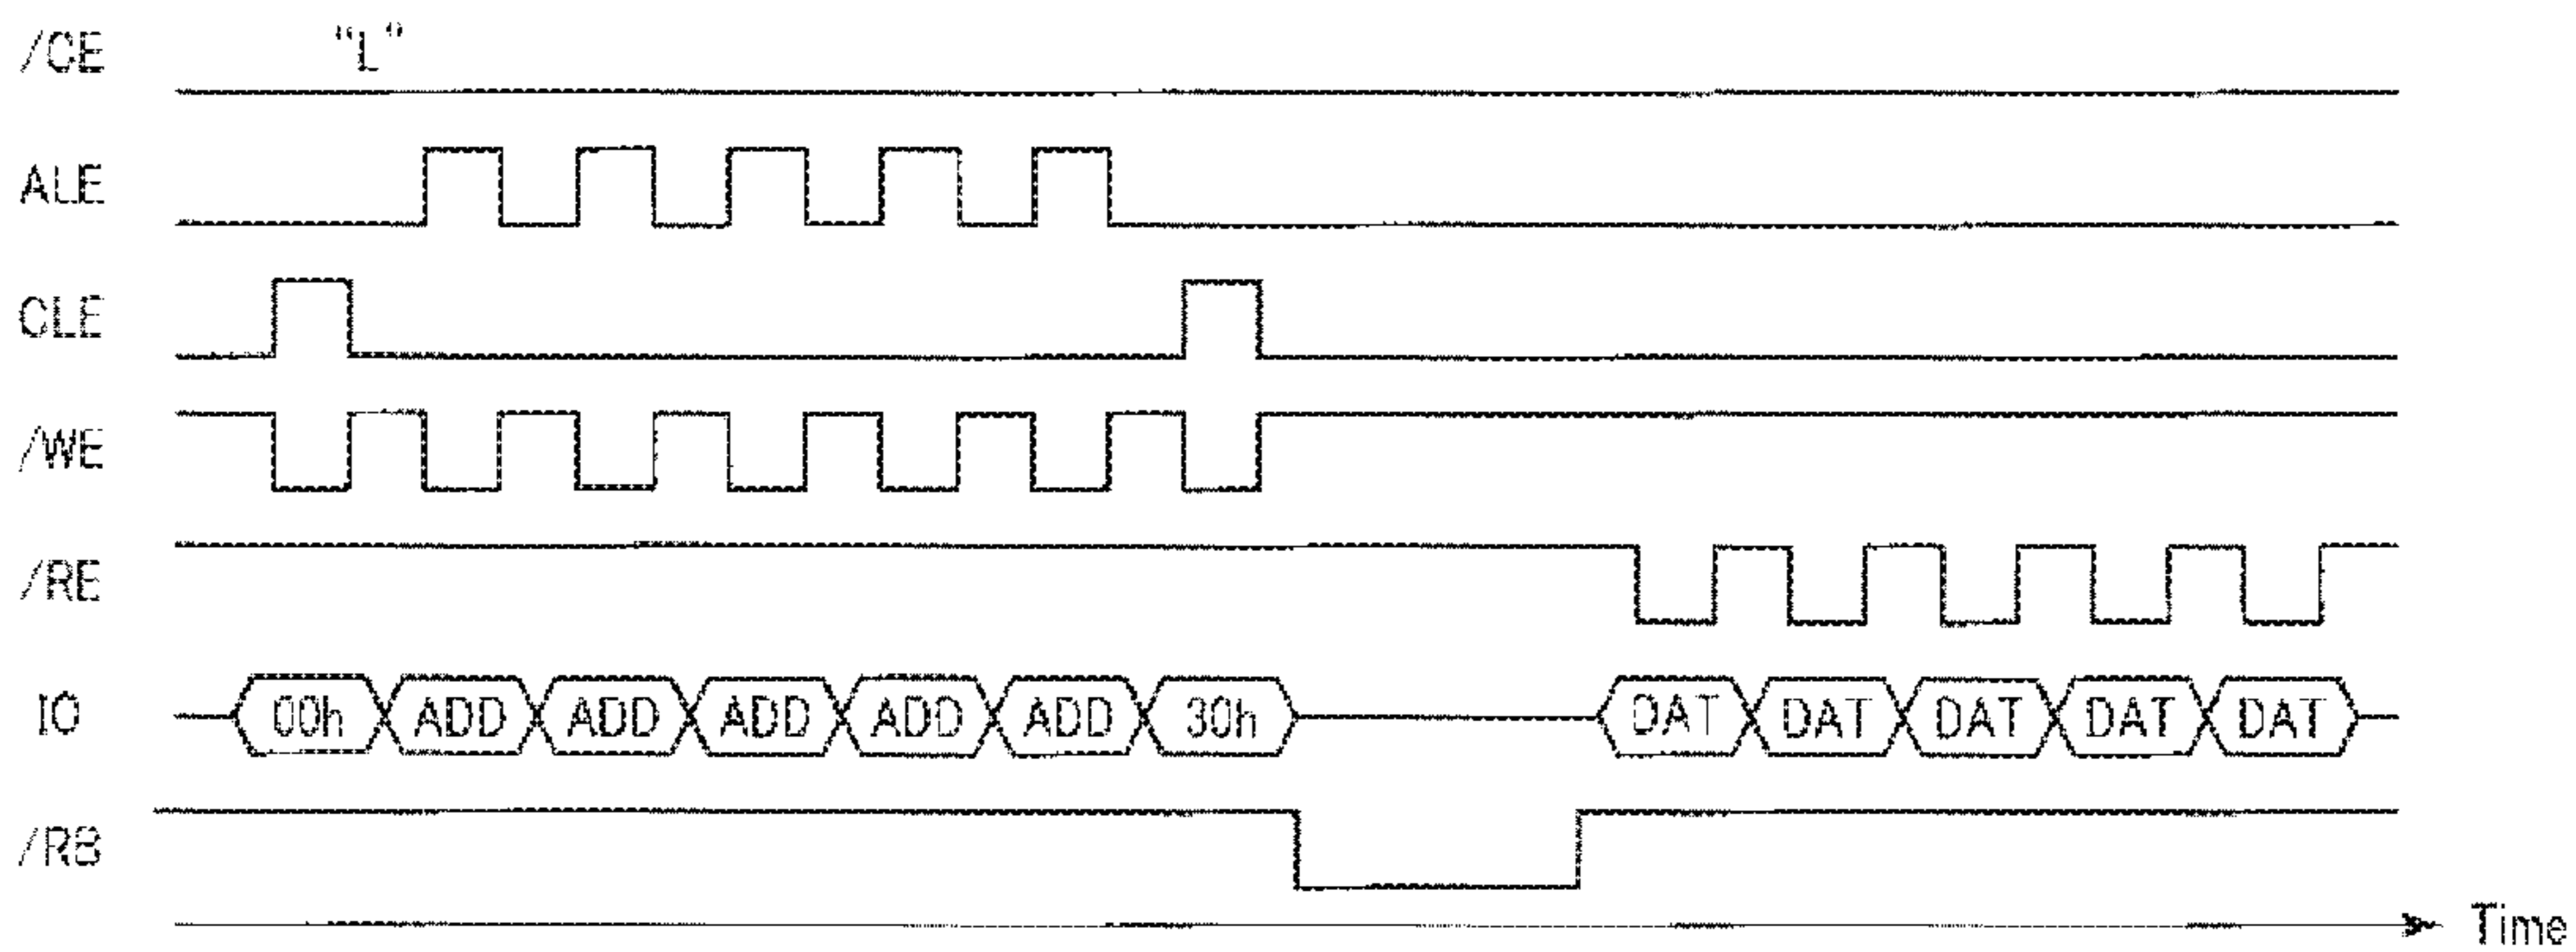 /CE "L"
ALE
CLE
/WE
/RE
IO 00h ADD ADD ADD ADD ADD 30h DAT DAT DAT DAT DAT
/RB
Time